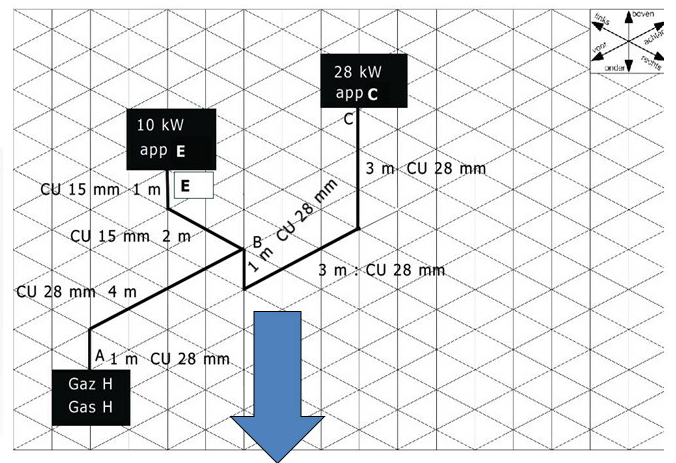 boven
links
achter
voor
rechts
onder
28 kW
app C
C
10 kW
app E
E
CU 15 mm 1 m
3 m CU 28 mm
1 m CU 28 mm
CU 15 mm 2 m
B
3 m : CU 28 mm
CU 28 mm 4 m
A 1 m CU 28 mm
Gaz H
Gas H